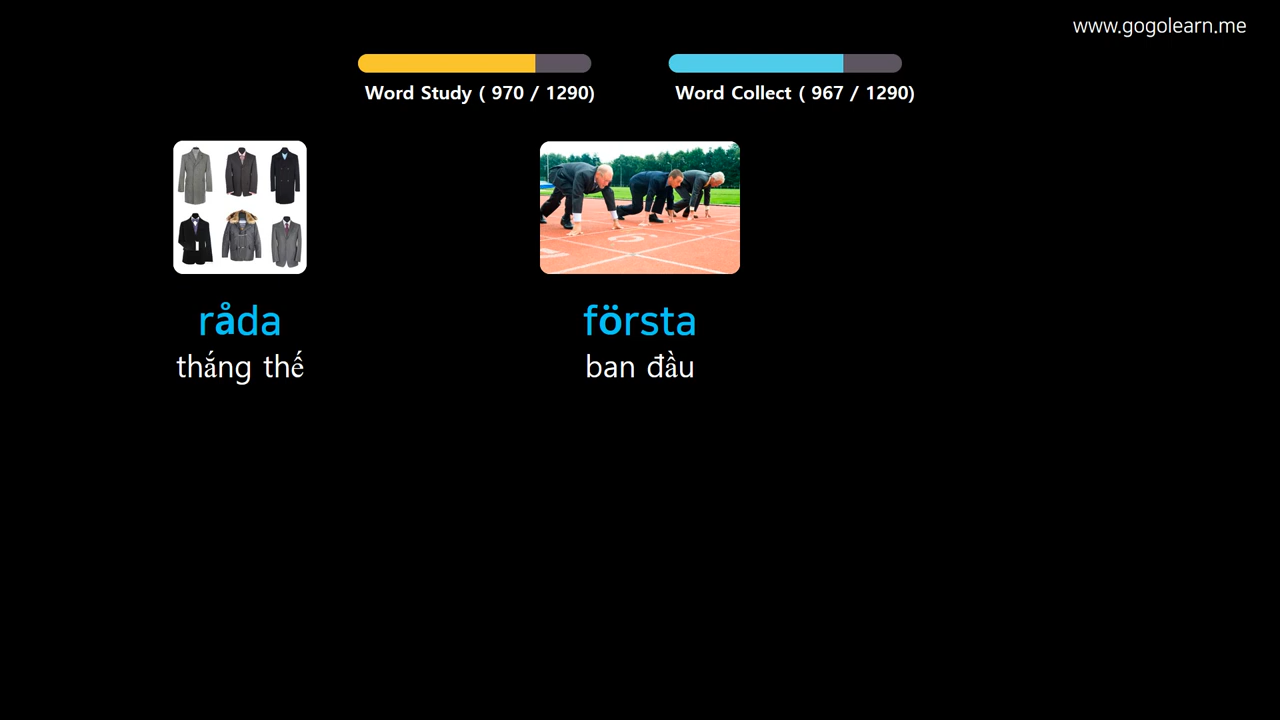 www.gogolearn.me
Word Study ( 970 / 1290)
Word Collect ( 967 / 1290)
råda
thắng thế
första
ban đầu